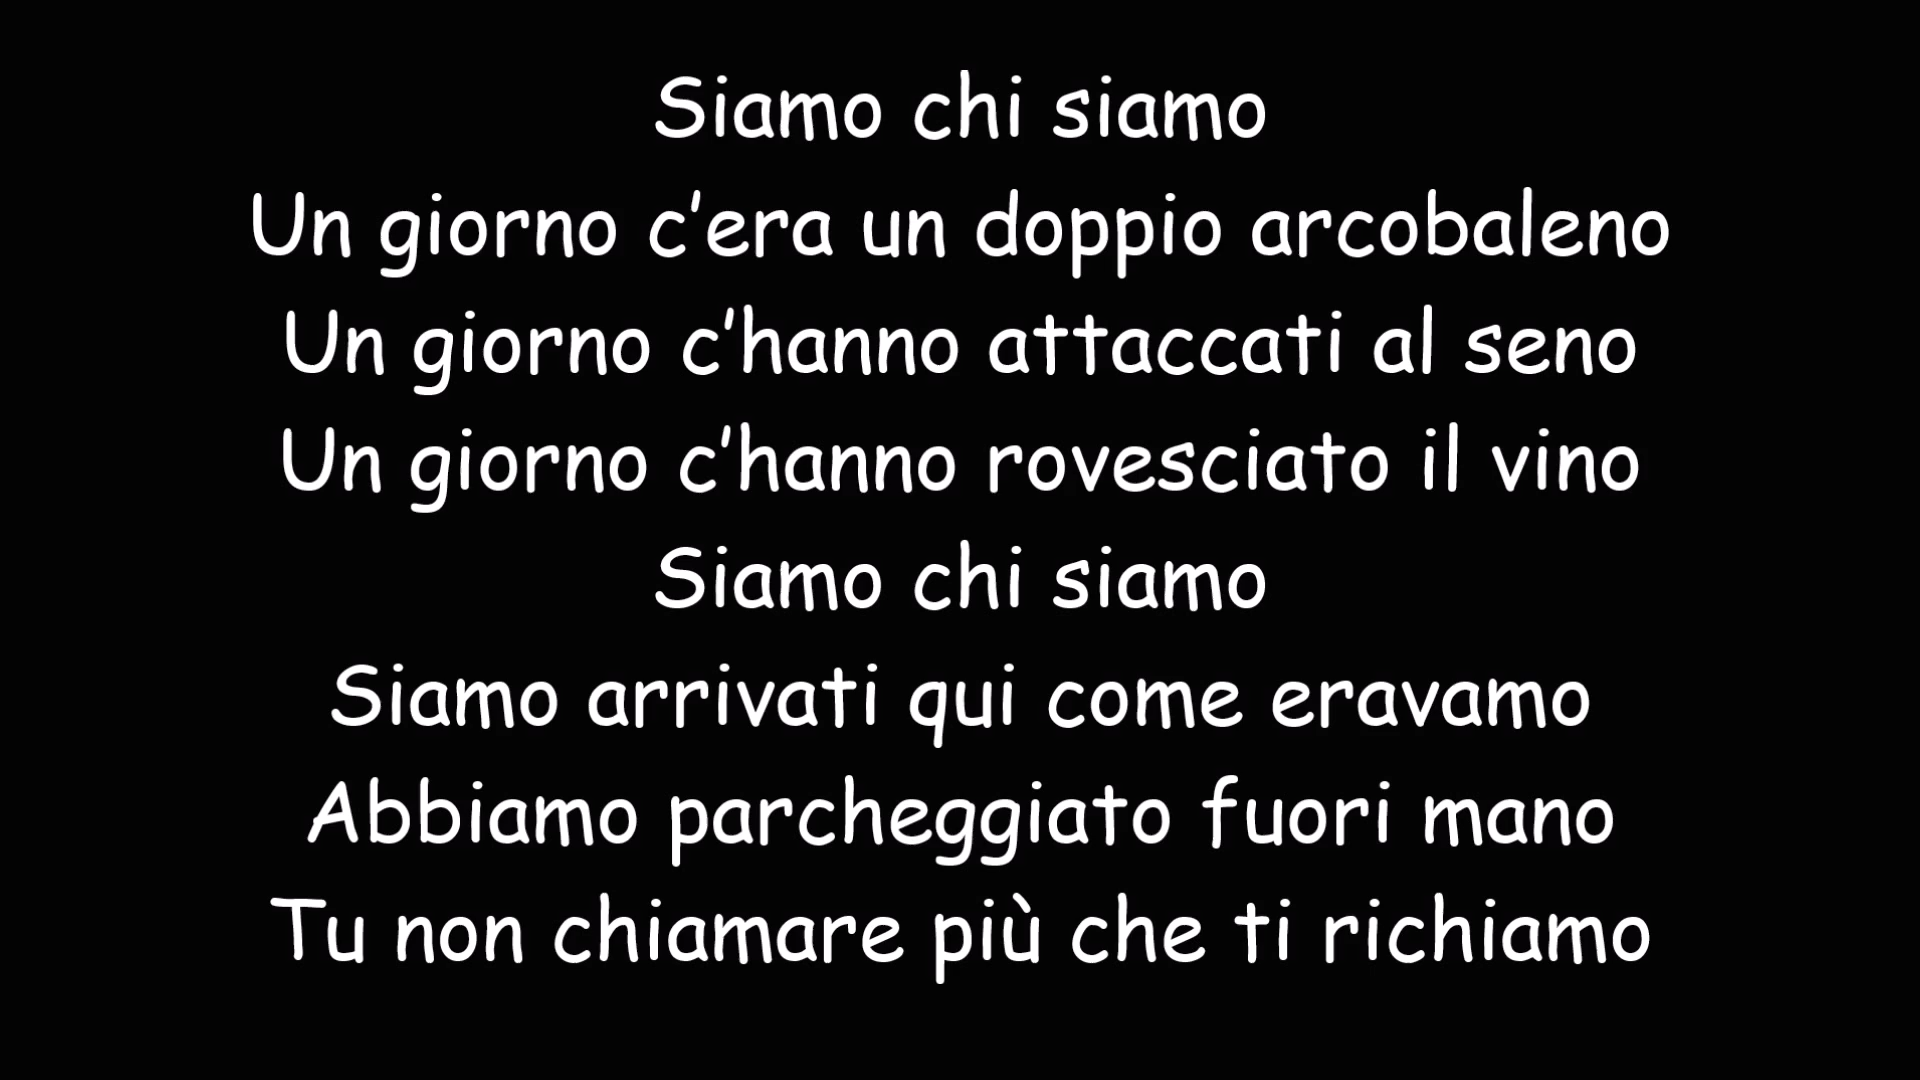 Siamo chi siamo
Un giorno c’era un doppio arcobaleno
Un giorno c’hanno attaccati al seno
Un giorno c’hanno rovesciato il vino
Siamo chi siamo
Siamo arrivati qui come eravamo
Abbiamo parcheggiato fuori mano
Tu non chiamare più che ti richiamo